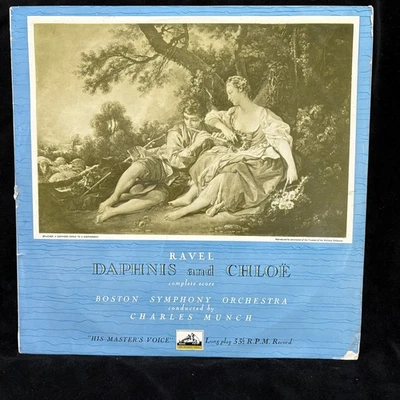 RAVEL
DAPHNIS and CHLOË
complete score
BOSTON SYMPHONY ORCHESTRA
conducted by
CHARLES MUNCH
"HIS MASTER'S VOICE" Long play 33⅓ R.P.M. Record